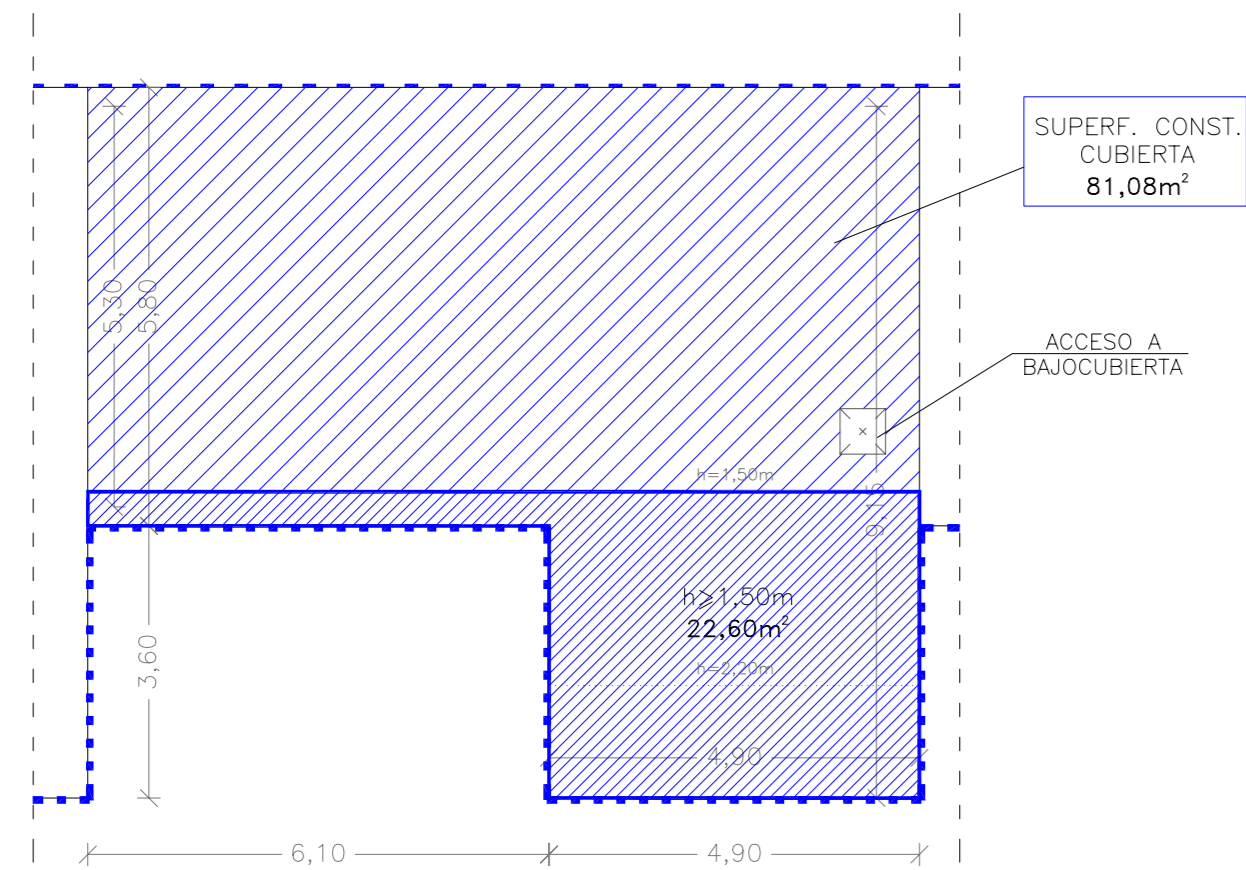 SUPERF. CONST.
CUBIERTA
81,08m²
5,30
5,80
ACCESO A
BAJOCUBIERTA
h=1,50m
9,15
h⩾1,50m
22,60m²
h=2,20m
3,60
4,90
6,10
4,90